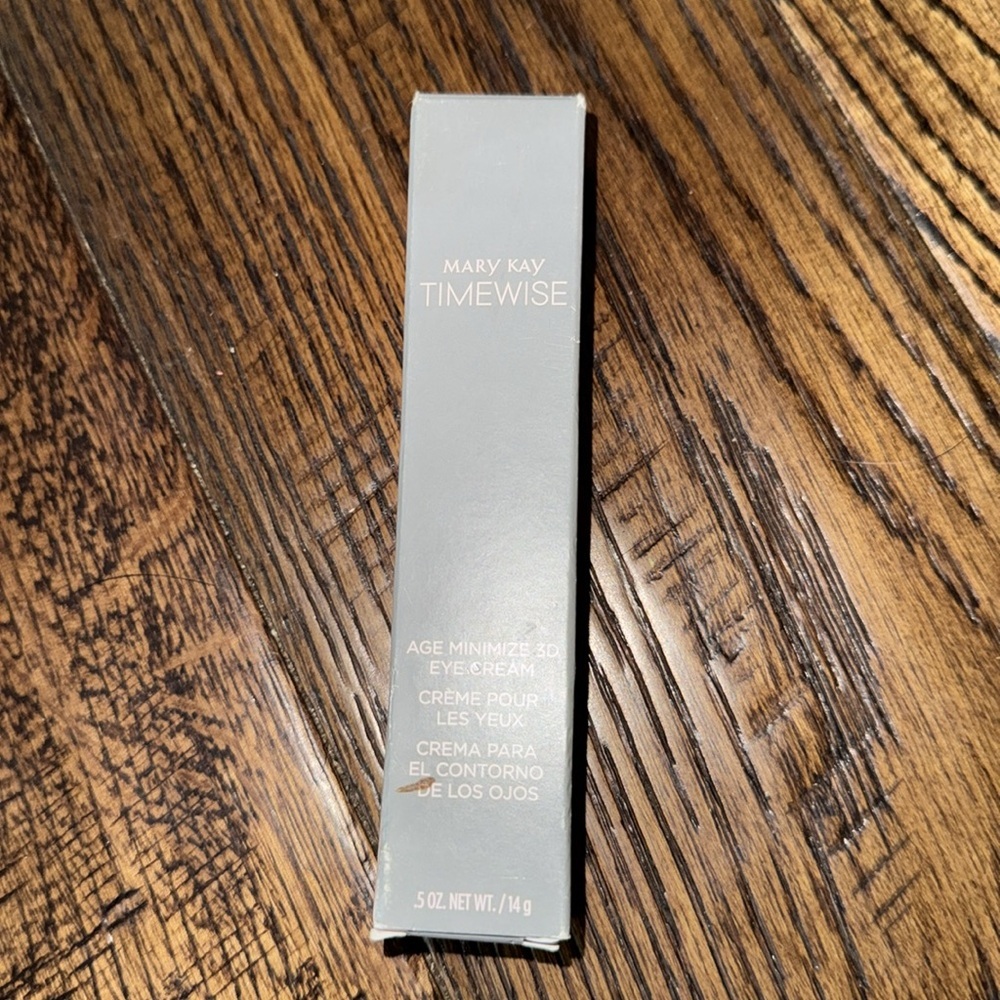 MARY KAY
TIMEWISE
AGE MINIMIZE 3D
EYE CREAM
CRÈME POUR
LES YEUX
CREMA PARA
EL CONTORNO
DE LOS OJOS
.5 OZ. NET WT. / 14 g